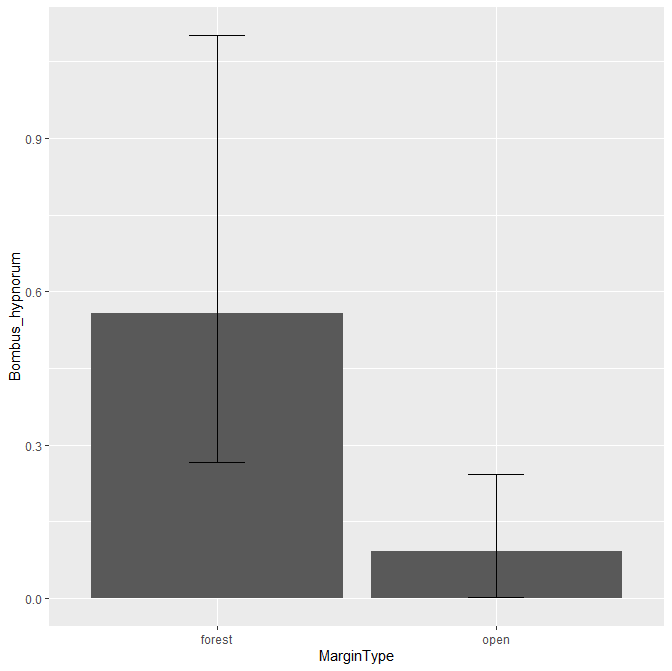 Bombus_hypnorum
0.9
0.6
0.3
0.0
forest open
MarginType